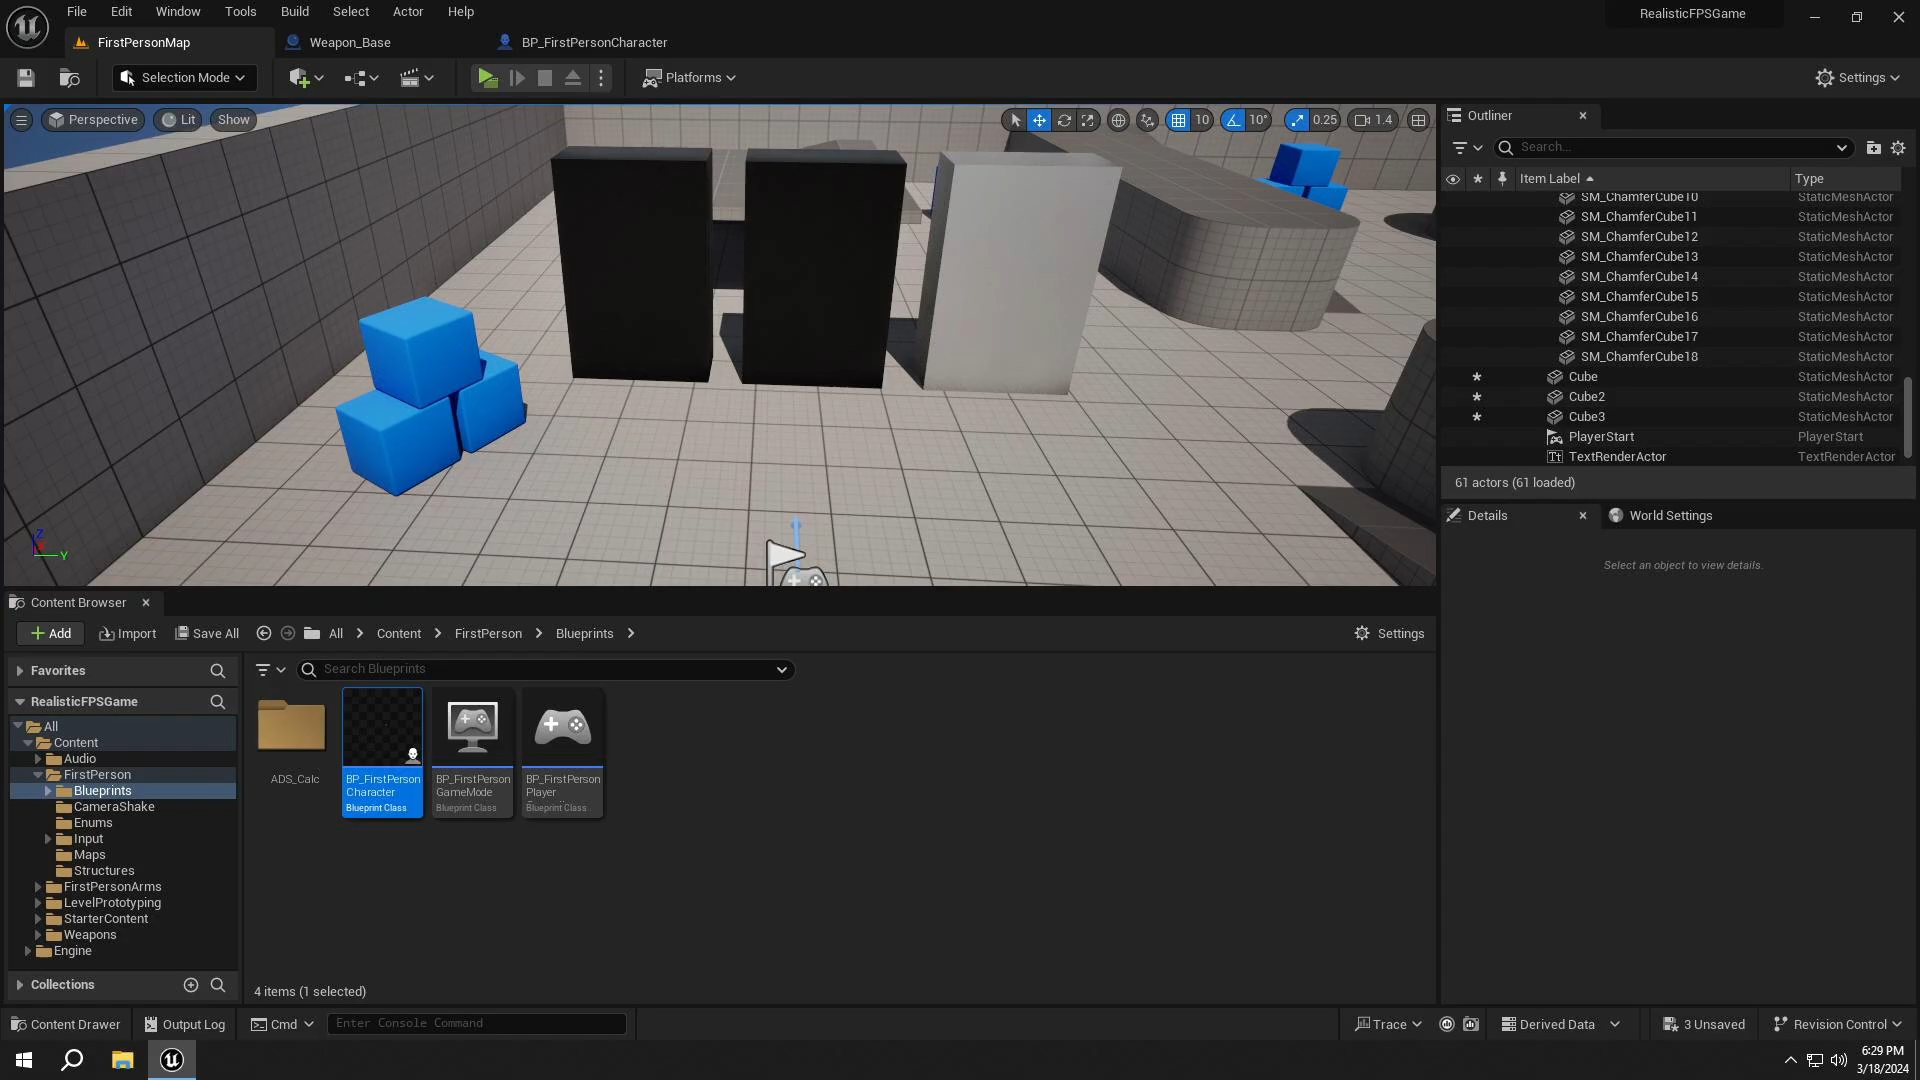 File Edit Window Tools Build Select Actor Help
RealisticFPSGame
FirstPersonMap
Weapon_Base
BP_FirstPersonCharacter
Selection Mode
Platforms
Settings
Perspective
Lit
Show
10
10°
0.25
1.4
Outliner
Search...
Item Label
Type
SM_ChamferCube10 StaticMeshActor
SM_ChamferCube11 StaticMeshActor
SM_ChamferCube12 StaticMeshActor
SM_ChamferCube13 StaticMeshActor
SM_ChamferCube14 StaticMeshActor
SM_ChamferCube15 StaticMeshActor
SM_ChamferCube16 StaticMeshActor
SM_ChamferCube17 StaticMeshActor
SM_ChamferCube18 StaticMeshActor
Cube StaticMeshActor
Cube2 StaticMeshActor
Cube3 StaticMeshActor
PlayerStart PlayerStart
TextRenderActor TextRenderActor
61 actors (61 loaded)
Details
World Settings
Select an object to view details.
Z
Y
Content Browser
Add
Import
Save All
All
Content
FirstPerson
Blueprints
Settings
Favorites
Search Blueprints
RealisticFPSGame
All
Content
Audio
FirstPerson
Blueprints
CameraShake
Enums
Input
Maps
Structures
FirstPersonArms
LevelPrototyping
StarterContent
Weapons
Engine
Collections
ADS_Calc
BP_FirstPerson
Character
Blueprint Class
BP_FirstPerson
GameMode
Blueprint Class
BP_FirstPerson
Player
Blueprint Class
4 items (1 selected)
Content Drawer
Output Log
Cmd
Enter Console Command
Trace
Derived Data
3 Unsaved
Revision Control
6:29 PM
3/18/2024